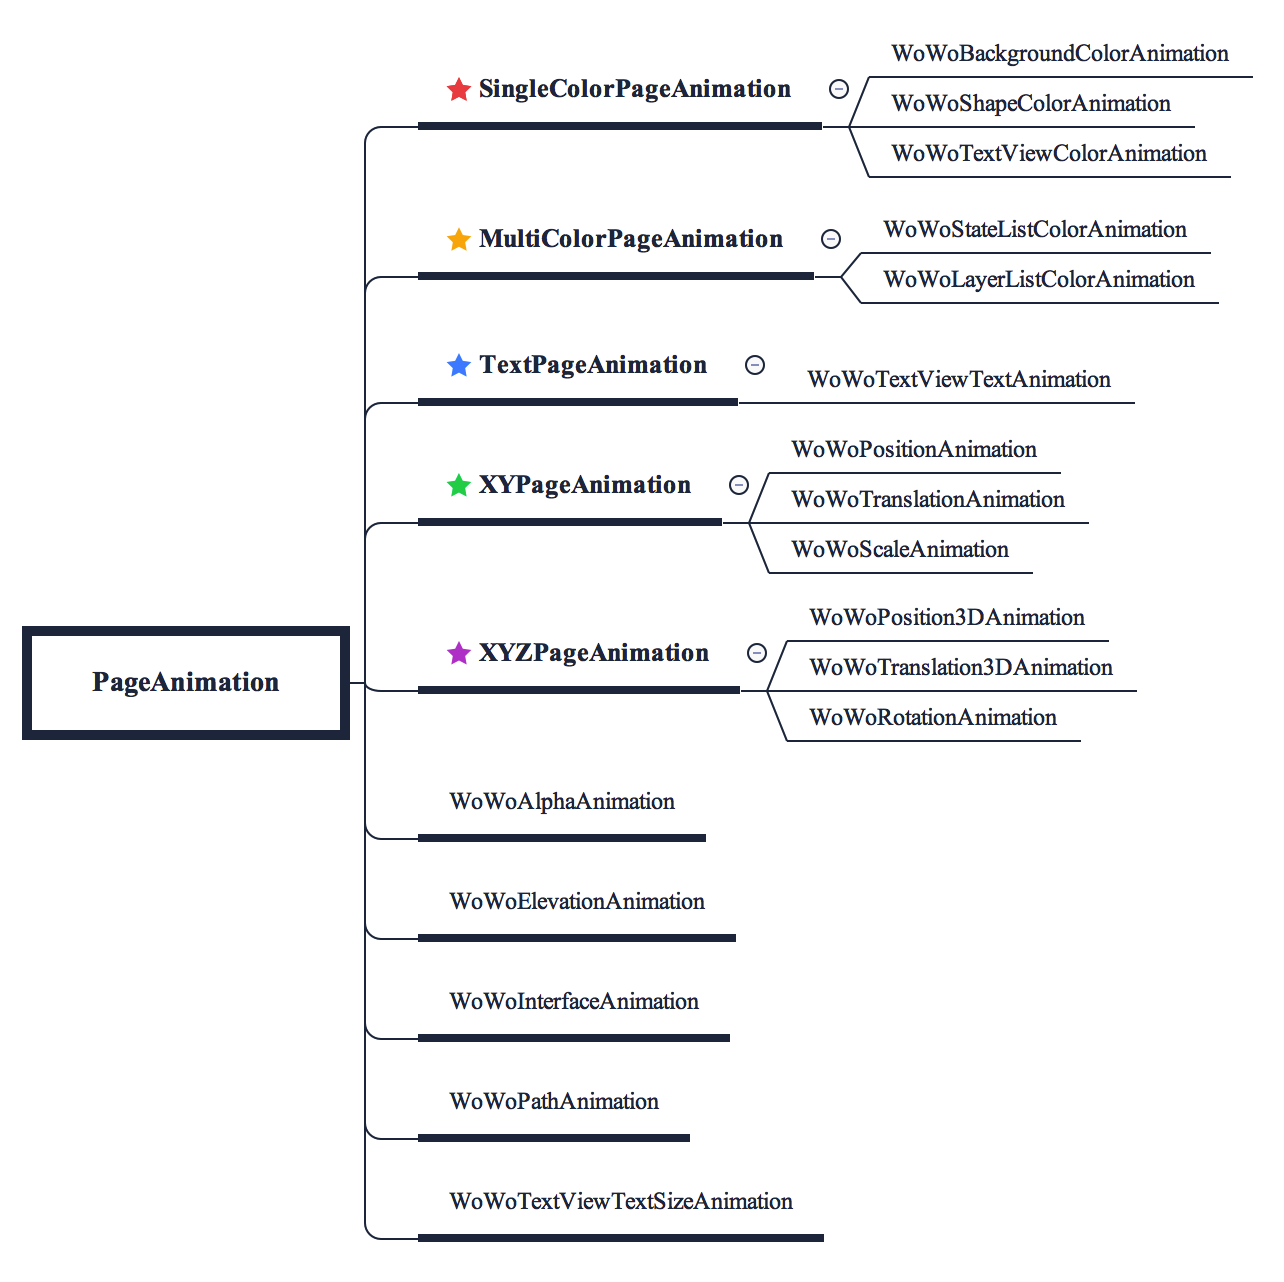 PageAnimation
SingleColorPageAnimation
WoWoBackgroundColorAnimation
WoWoShapeColorAnimation
WoWoTextViewColorAnimation
MultiColorPageAnimation
WoWoStateListColorAnimation
WoWoLayerListColorAnimation
TextPageAnimation
WoWoTextViewTextAnimation
XYPageAnimation
WoWoPositionAnimation
WoWoTranslationAnimation
WoWoScaleAnimation
XYZPageAnimation
WoWoPosition3DAnimation
WoWoTranslation3DAnimation
WoWoRotationAnimation
WoWoAlphaAnimation
WoWoElevationAnimation
WoWoInterfaceAnimation
WoWoPathAnimation
WoWoTextViewTextSizeAnimation